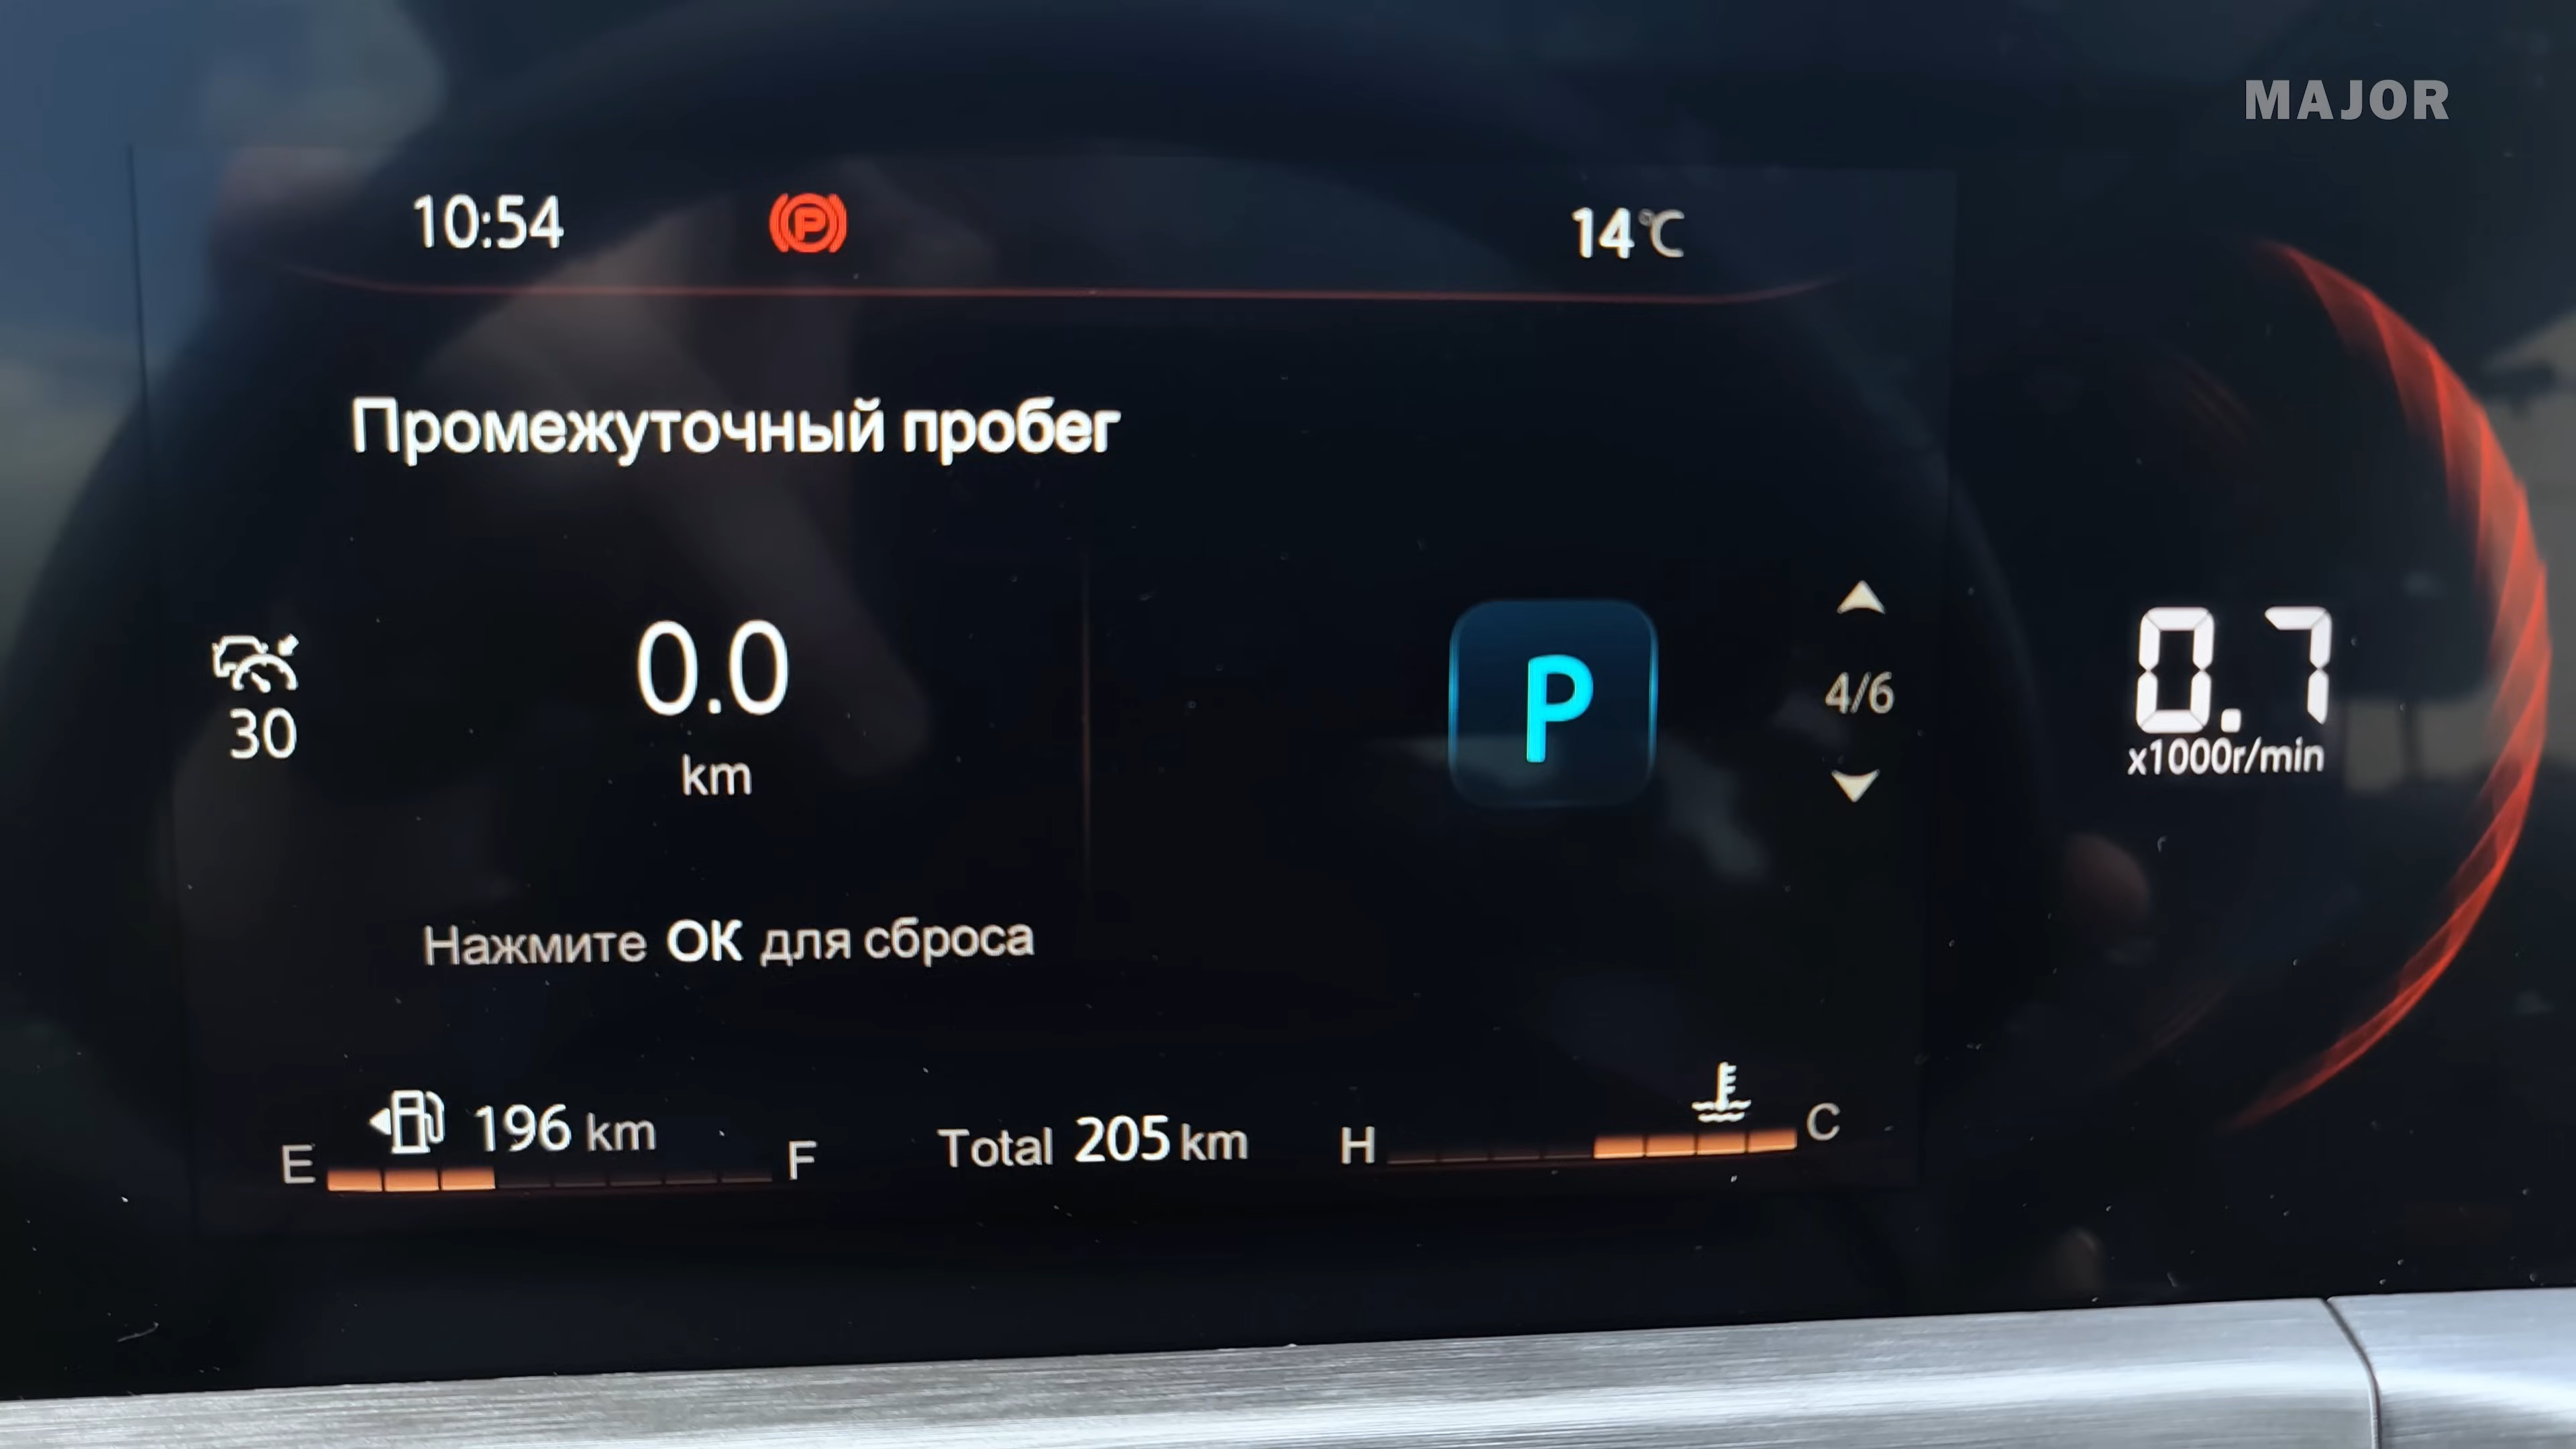 MAJOR
10:54
14°C
Промежуточный пробег
30
0.0
km
P
4/6
0.7
x1000r/min
Нажмите OK для сброса
E 196 km F
Total 205 km
H C